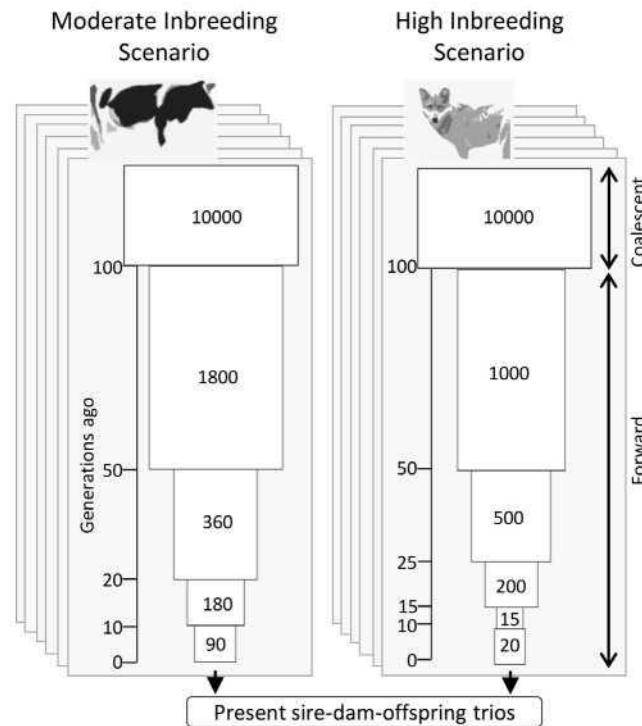 Moderate Inbreeding
Scenario
High Inbreeding
Scenario
10000
100
1800
Generations ago
50
360
20
180
10
90
0
10000
100
1000
50
500
25
200
15
15
10
20
0
Coalescent
Forward
Present sire-dam-offspring trios